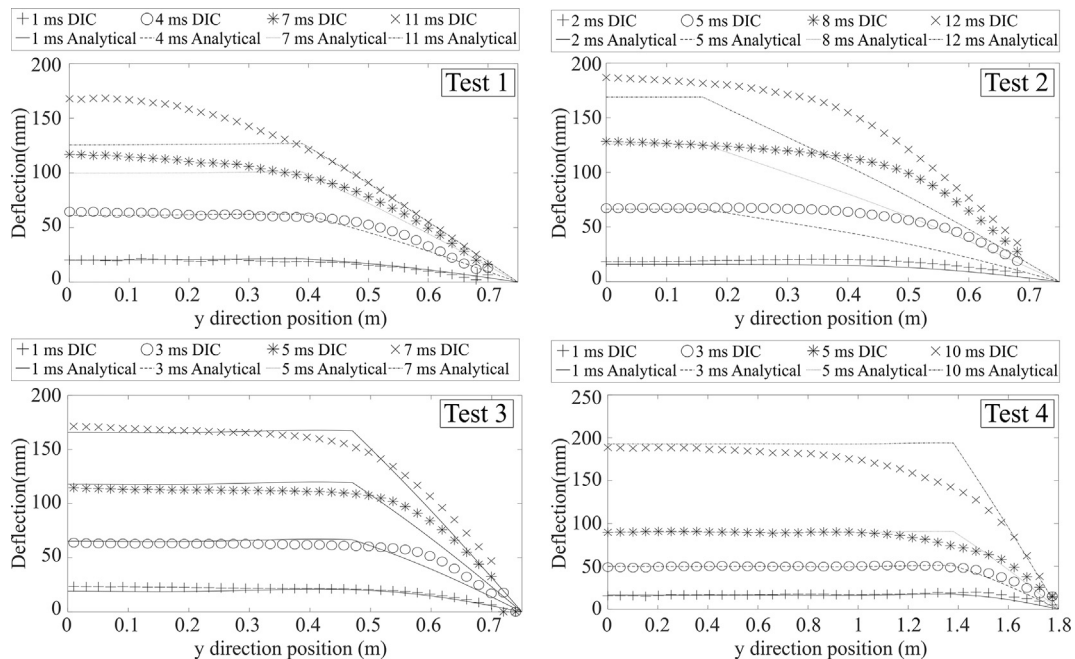 1 ms DIC 4 ms DIC 7 ms DIC 11 ms DIC
1 ms Analytical 4 ms Analytical 7 ms Analytical 11 ms Analytical
Test 1
Deflection(mm)
200
150
100
50
0
0 0.1 0.2 0.3 0.4 0.5 0.6 0.7
y direction position (m)
2 ms DIC 5 ms DIC 8 ms DIC 12 ms DIC
2 ms Analytical 5 ms Analytical 8 ms Analytical 12 ms Analytical
Test 2
Deflection(mm)
200
150
100
50
0
0 0.1 0.2 0.3 0.4 0.5 0.6 0.7
y direction position (m)
1 ms DIC 3 ms DIC 5 ms DIC 7 ms DIC
1 ms Analytical 3 ms Analytical 5 ms Analytical 7 ms Analytical
Test 3
Deflection(mm)
200
150
100
50
0
0 0.1 0.2 0.3 0.4 0.5 0.6 0.7
y direction position (m)
1 ms DIC 3 ms DIC 5 ms DIC 10 ms DIC
1 ms Analytical 3 ms Analytical 5 ms Analytical 10 ms Analytical
Test 4
Deflection(mm)
250
200
150
100
50
0
0 0.2 0.4 0.6 0.8 1 1.2 1.4 1.6 1.8
y direction position (m)